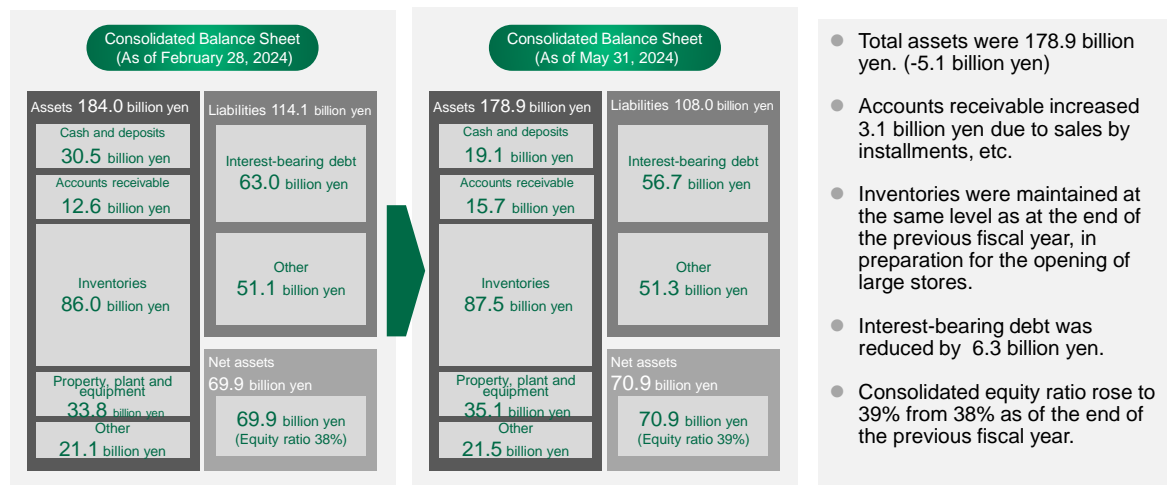 Consolidated Balance Sheet
(As of February 28, 2024)
Assets 184.0 billion yen
Cash and deposits
30.5 billion yen
Accounts receivable
12.6 billion yen
Inventories
86.0 billion yen
Property, plant and
equipment
33.8 billion yen
Other
21.1 billion yen
Liabilities 114.1 billion yen
Interest-bearing debt
63.0 billion yen
Other
51.1 billion yen
Net assets
69.9 billion yen
69.9 billion yen
(Equity ratio 38%)
Consolidated Balance Sheet
(As of May 31, 2024)
Assets 178.9 billion yen
Cash and deposits
19.1 billion yen
Accounts receivable
15.7 billion yen
Inventories
87.5 billion yen
Property, plant and
equipment
35.1 billion yen
Other
21.5 billion yen
Liabilities 108.0 billion yen
Interest-bearing debt
56.7 billion yen
Other
51.3 billion yen
Net assets
70.9 billion yen
70.9 billion yen
(Equity ratio 39%)
Total assets were 178.9 billion
yen. (-5.1 billion yen)
Accounts receivable increased
3.1 billion yen due to sales by
installments, etc.
Inventories were maintained at
the same level as at the end of
the previous fiscal year, in
preparation for the opening of
large stores.
Interest-bearing debt was
reduced by 6.3 billion yen.
Consolidated equity ratio rose to
39% from 38% as of the end of
the previous fiscal year.